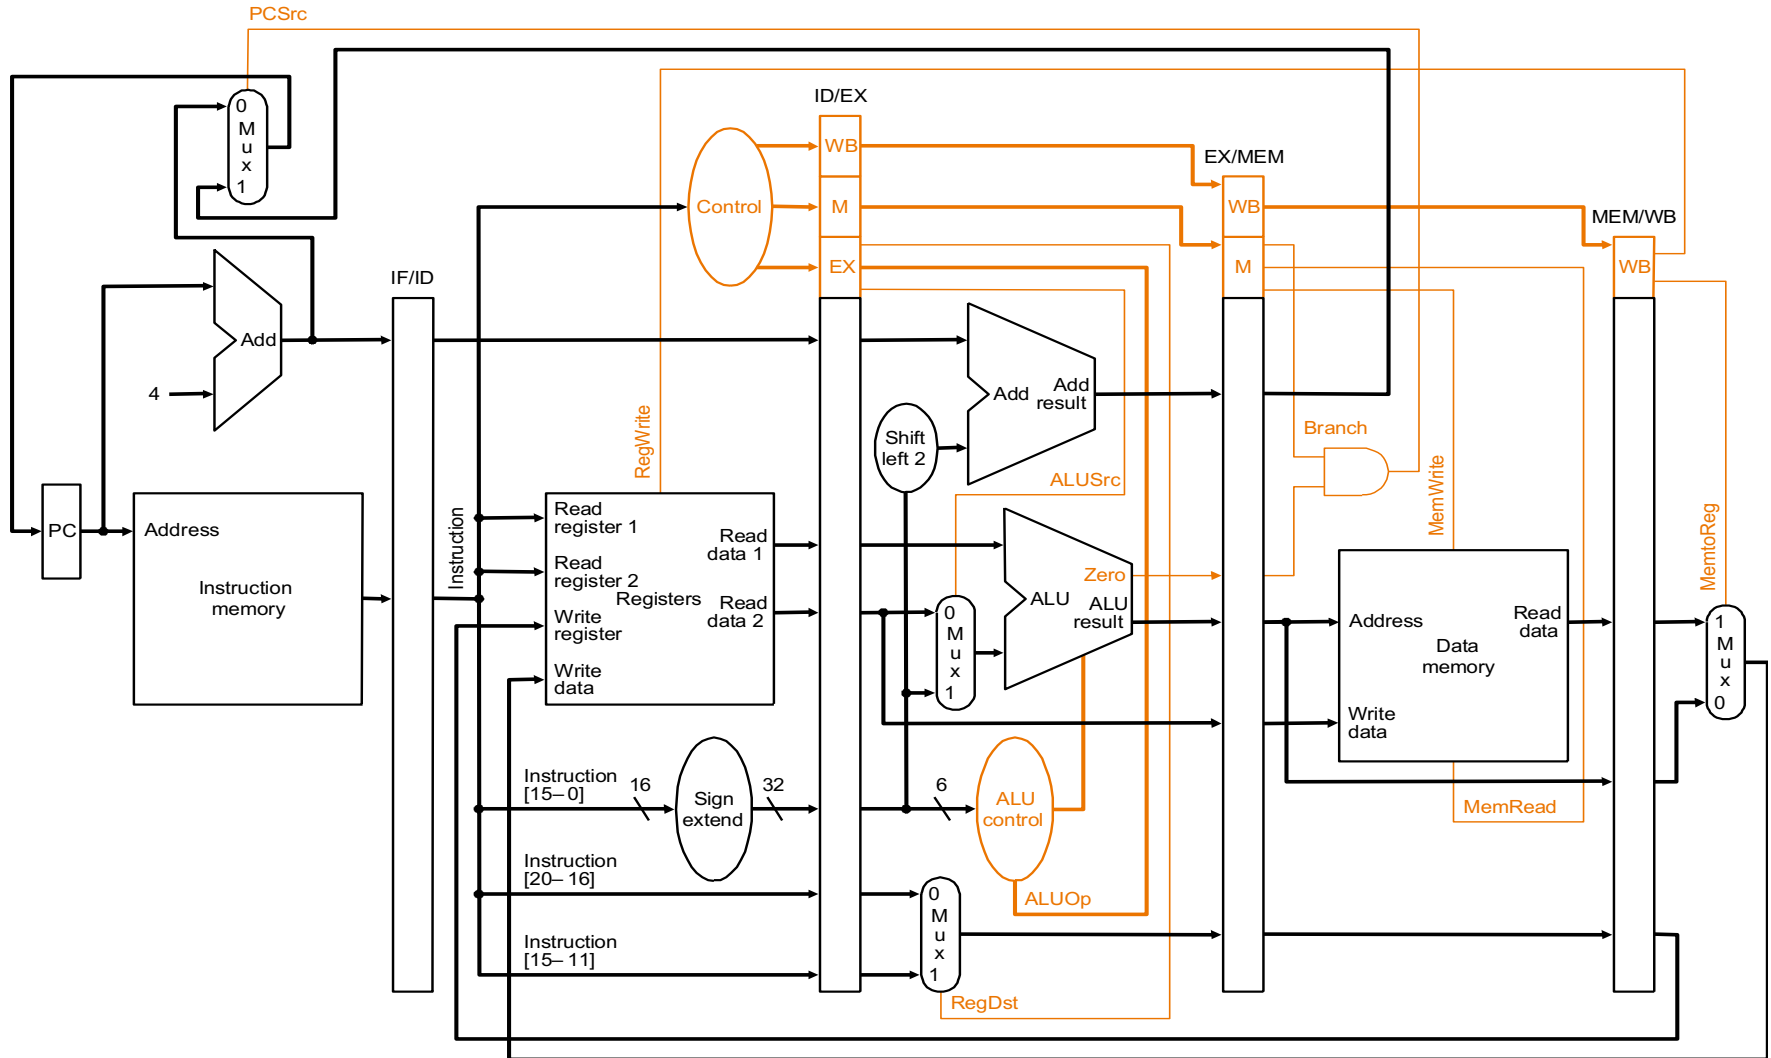 PCSrc
0
M
u
x
1
ID/EX
WB
M
EX
Control
EX/MEM
WB
M
MEM/WB
WB
IF/ID
Add
4
RegWrite
Shift
left 2
Add
Add
result
ALUSrc
Branch
MemWrite
MemtoReg
PC
Address
Instruction
memory
Instruction
Read
register 1
Read
register 2
Write
register
Write
data
Registers
Read
data 1
Read
data 2
0
M
u
x
1
Zero
ALU
ALU
result
Address
Read
data
Data
memory
Write
data
1
M
u
x
0
Instruction
[15–0]
16
Sign
extend
32
6
ALU
control
MemRead
Instruction
[20–16]
ALUOp
0
M
u
x
1
Instruction
[15–11]
RegDst